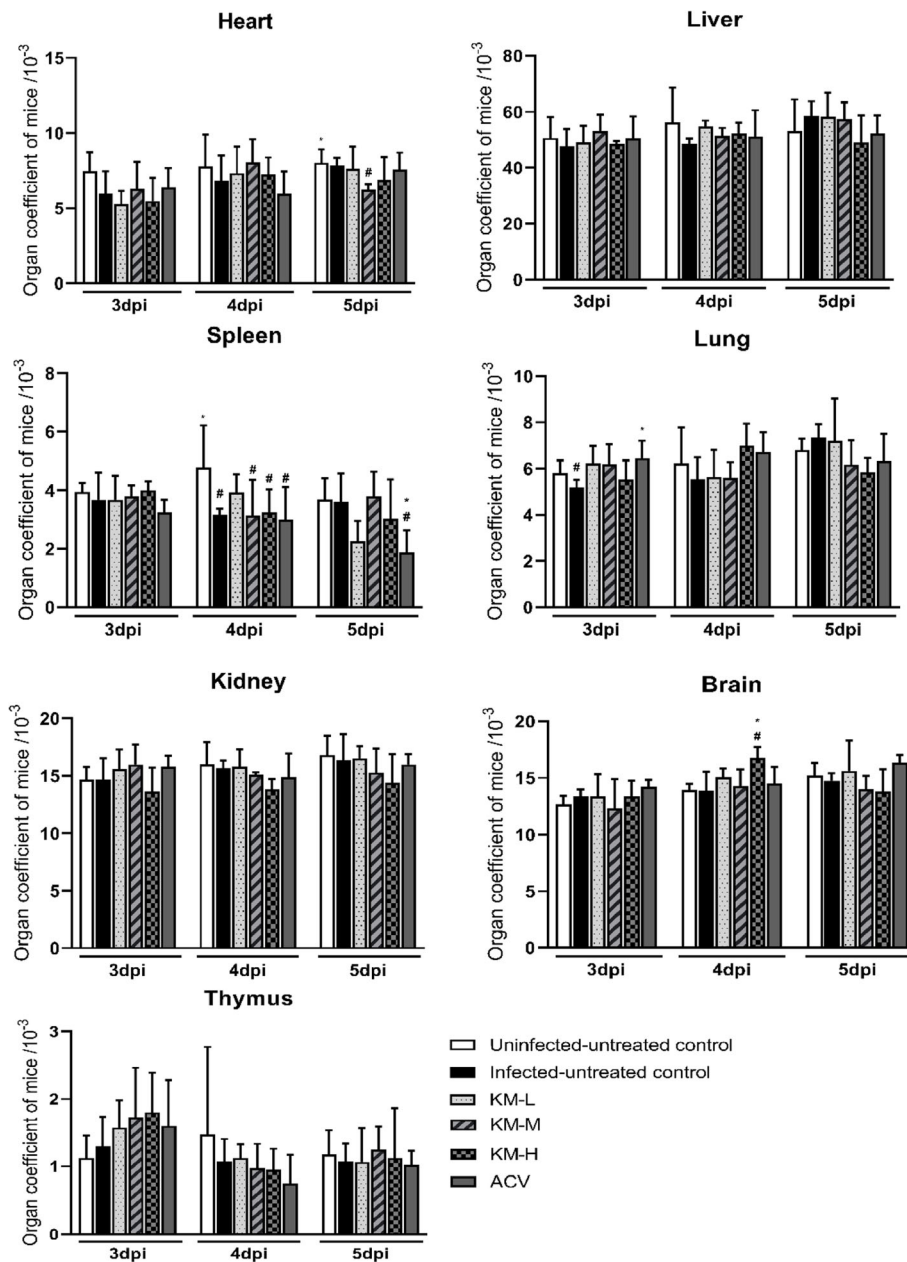 Heart
Organ coefficient of mice /10-3
15
10
5
0
*
#
3dpi
4dpi
5dpi
Liver
Organ coefficient of mice /10-3
80
60
40
20
0
3dpi
4dpi
5dpi
Spleen
Organ coefficient of mice /10-3
8
6
4
2
0
*
#
#
#
#
*
#
3dpi
4dpi
5dpi
Lung
Organ coefficient of mice /10-3
10
8
6
4
2
0
#
*
3dpi
4dpi
5dpi
Kidney
Organ coefficient of mice /10-3
20
15
10
5
0
3dpi
4dpi
5dpi
Brain
Organ coefficient of mice /10-3
20
15
10
5
0
*
#
3dpi
4dpi
5dpi
Thymus
Organ coefficient of mice /10-3
3
2
1
0
3dpi
4dpi
5dpi
Uninfected-untreated control
Infected-untreated control
KM-L
KM-M
KM-H
ACV